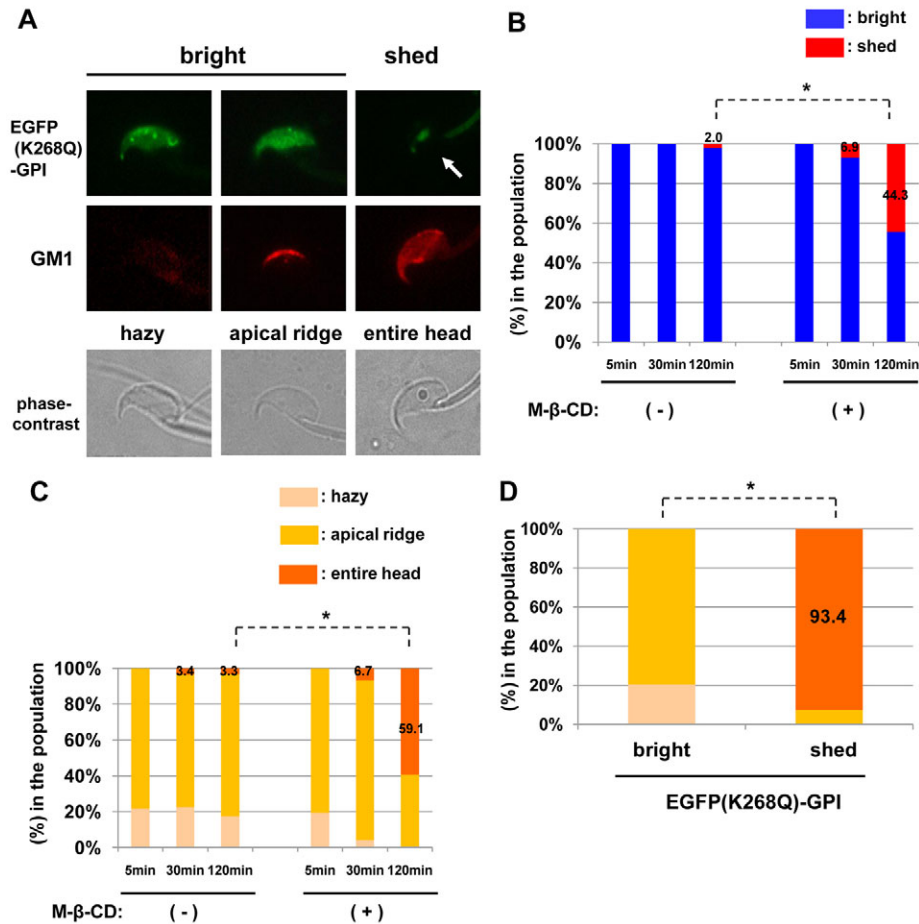 A
bright
shed
EGFP
(K268Q)
-GPI
GM1
hazy
apical ridge
entire head
phase-
contrast
B
: bright
: shed
*
(%) in the population
100%
80%
60%
40%
20%
0%
2.0
6.9
44.3
5min 30min 120min
5min 30min 120min
M-β-CD: ( - ) ( + )
C
: hazy
: apical ridge
: entire head
*
(%) in the population
100%
80%
60%
40%
20%
0%
3.4
3.3
6.7
59.1
5min 30min 120min
5min 30min 120min
M-β-CD: ( - ) ( + )
D
*
(%) in the population
100%
80%
60%
40%
20%
0%
93.4
bright
shed
EGFP(K268Q)-GPI